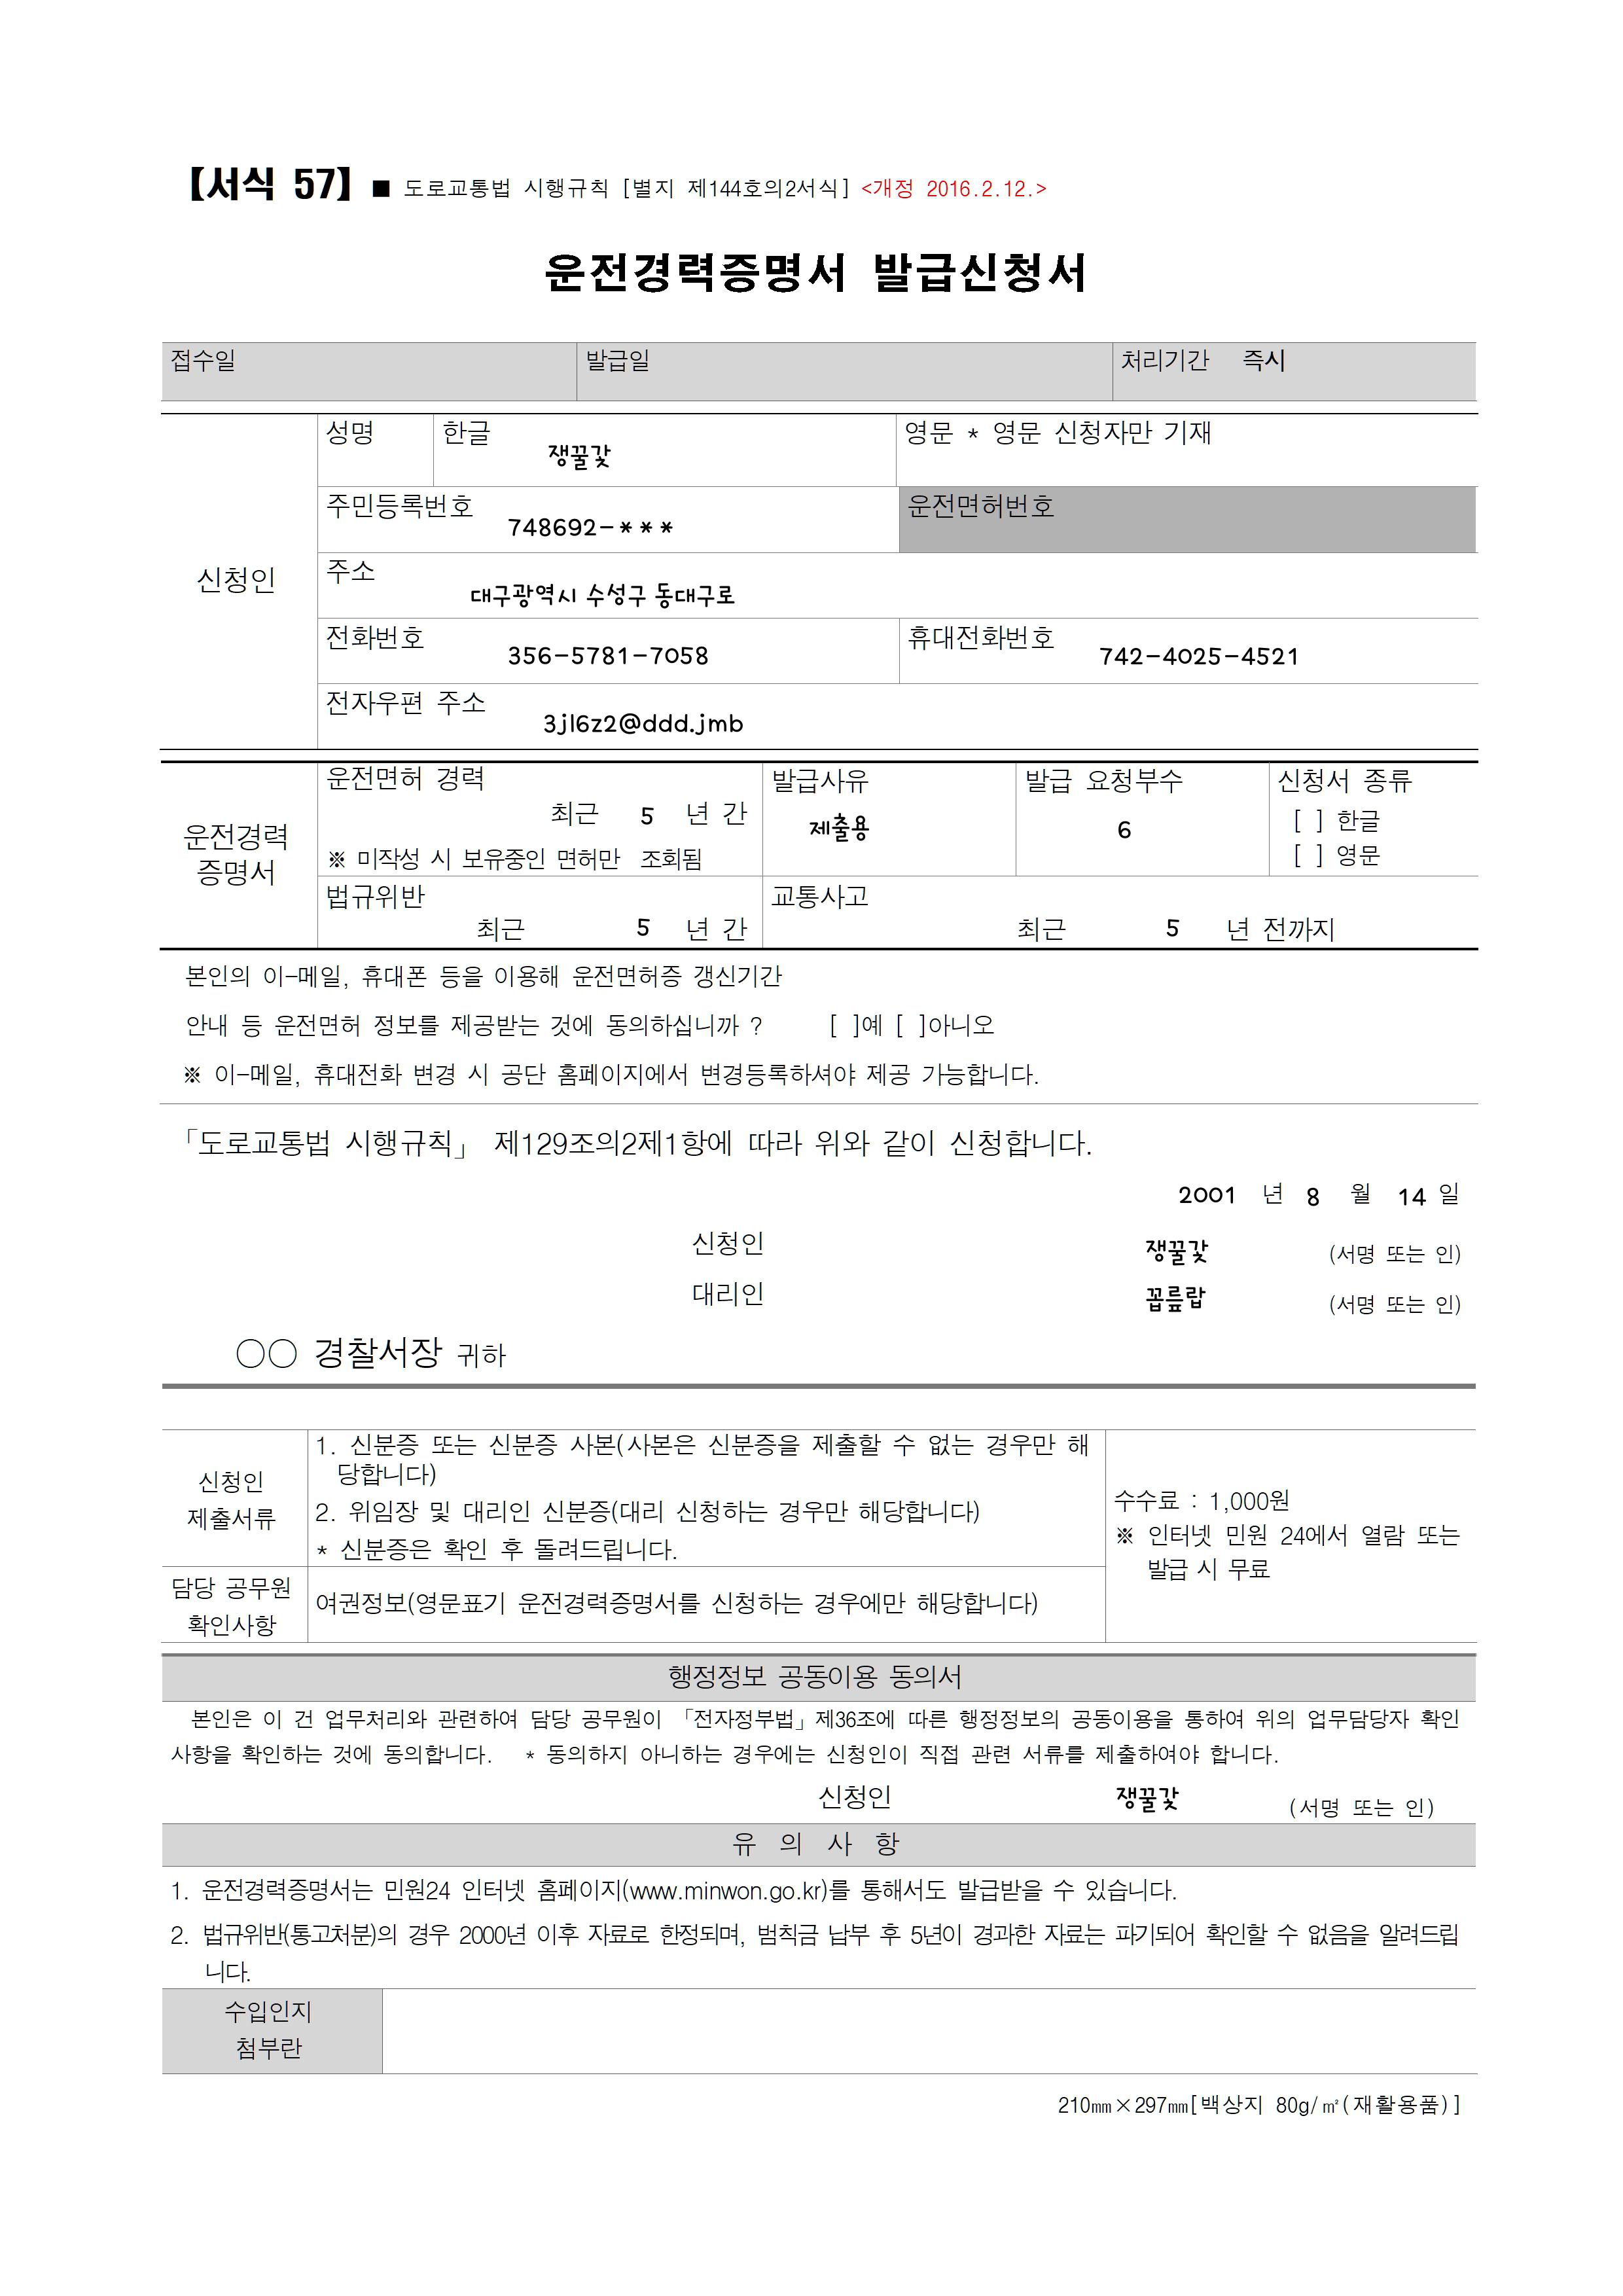 【서식 57】 ■ 도로교통법 시행규칙 [별지 제144호의2서식] <개정 2016.2.12.>
운전경력증명서 발급신청서
접수일 발급일 처리기간 즉시
성명 한글 쟁꿀갗 영문 * 영문 신청자만 기재
주민등록번호 748692-*** 운전면허번호
신청인
주소 대구광역시 수성구 동대구로
전화번호 356-5781-7058 휴대전화번호 742-4025-4521
전자우편 주소 3jl6z2@ddd.jmb
운전경력
증명서
운전면허 경력
최근 5 년 간
※ 미작성 시 보유중인 면허만 조회됨
발급사유
제출용
발급 요청부수
6
신청서 종류
[ ] 한글
[ ] 영문
법규위반
최근 5 년 간
교통사고
최근 5 년 전까지
본인의 이-메일, 휴대폰 등을 이용해 운전면허증 갱신기간
안내 등 운전면허 정보를 제공받는 것에 동의하십니까 ? [ ]예 [ ]아니오
※ 이-메일, 휴대전화 변경 시 공단 홈페이지에서 변경등록하셔야 제공 가능합니다.
「도로교통법 시행규칙」 제129조의2제1항에 따라 위와 같이 신청합니다.
2001 년 8 월 14 일
신청인 쟁꿀갗 (서명 또는 인)
대리인 꼽릎랍 (서명 또는 인)
○○ 경찰서장 귀하
신청인
제출서류
1. 신분증 또는 신분증 사본(사본은 신분증을 제출할 수 없는 경우만 해
당합니다)
2. 위임장 및 대리인 신분증(대리 신청하는 경우만 해당합니다)
* 신분증은 확인 후 돌려드립니다.
수수료 : 1,000원
※ 인터넷 민원 24에서 열람 또는
발급 시 무료
담당 공무원
확인사항
여권정보(영문표기 운전경력증명서를 신청하는 경우에만 해당합니다)
행정정보 공동이용 동의서
본인은 이 건 업무처리와 관련하여 담당 공무원이 「전자정부법」제36조에 따른 행정정보의 공동이용을 통하여 위의 업무담당자 확인
사항을 확인하는 것에 동의합니다. * 동의하지 아니하는 경우에는 신청인이 직접 관련 서류를 제출하여야 합니다.
신청인 쟁꿀갗 (서명 또는 인)
유 의 사 항
1. 운전경력증명서는 민원24 인터넷 홈페이지(www.minwon.go.kr)를 통해서도 발급받을 수 있습니다.
2. 법규위반(통고처분)의 경우 2000년 이후 자료로 한정되며, 범칙금 납부 후 5년이 경과한 자료는 파기되어 확인할 수 없음을 알려드립
니다.
수입인지
첨부란
210㎜×297㎜[백상지 80g/㎡(재활용품)]